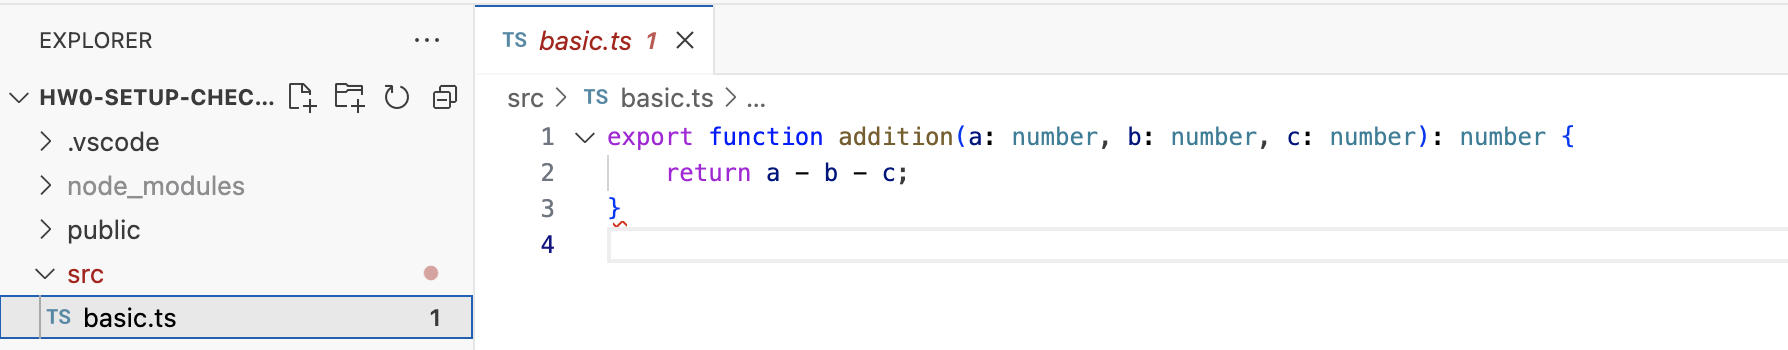 EXPLORER ...
HW0-SETUP-CHEC...
.vscode
node_modules
public
src
TS basic.ts 1
TS basic.ts 1
src > TS basic.ts > ...
1 export function addition(a: number, b: number, c: number): number {
2 return a - b - c;
3 }
4